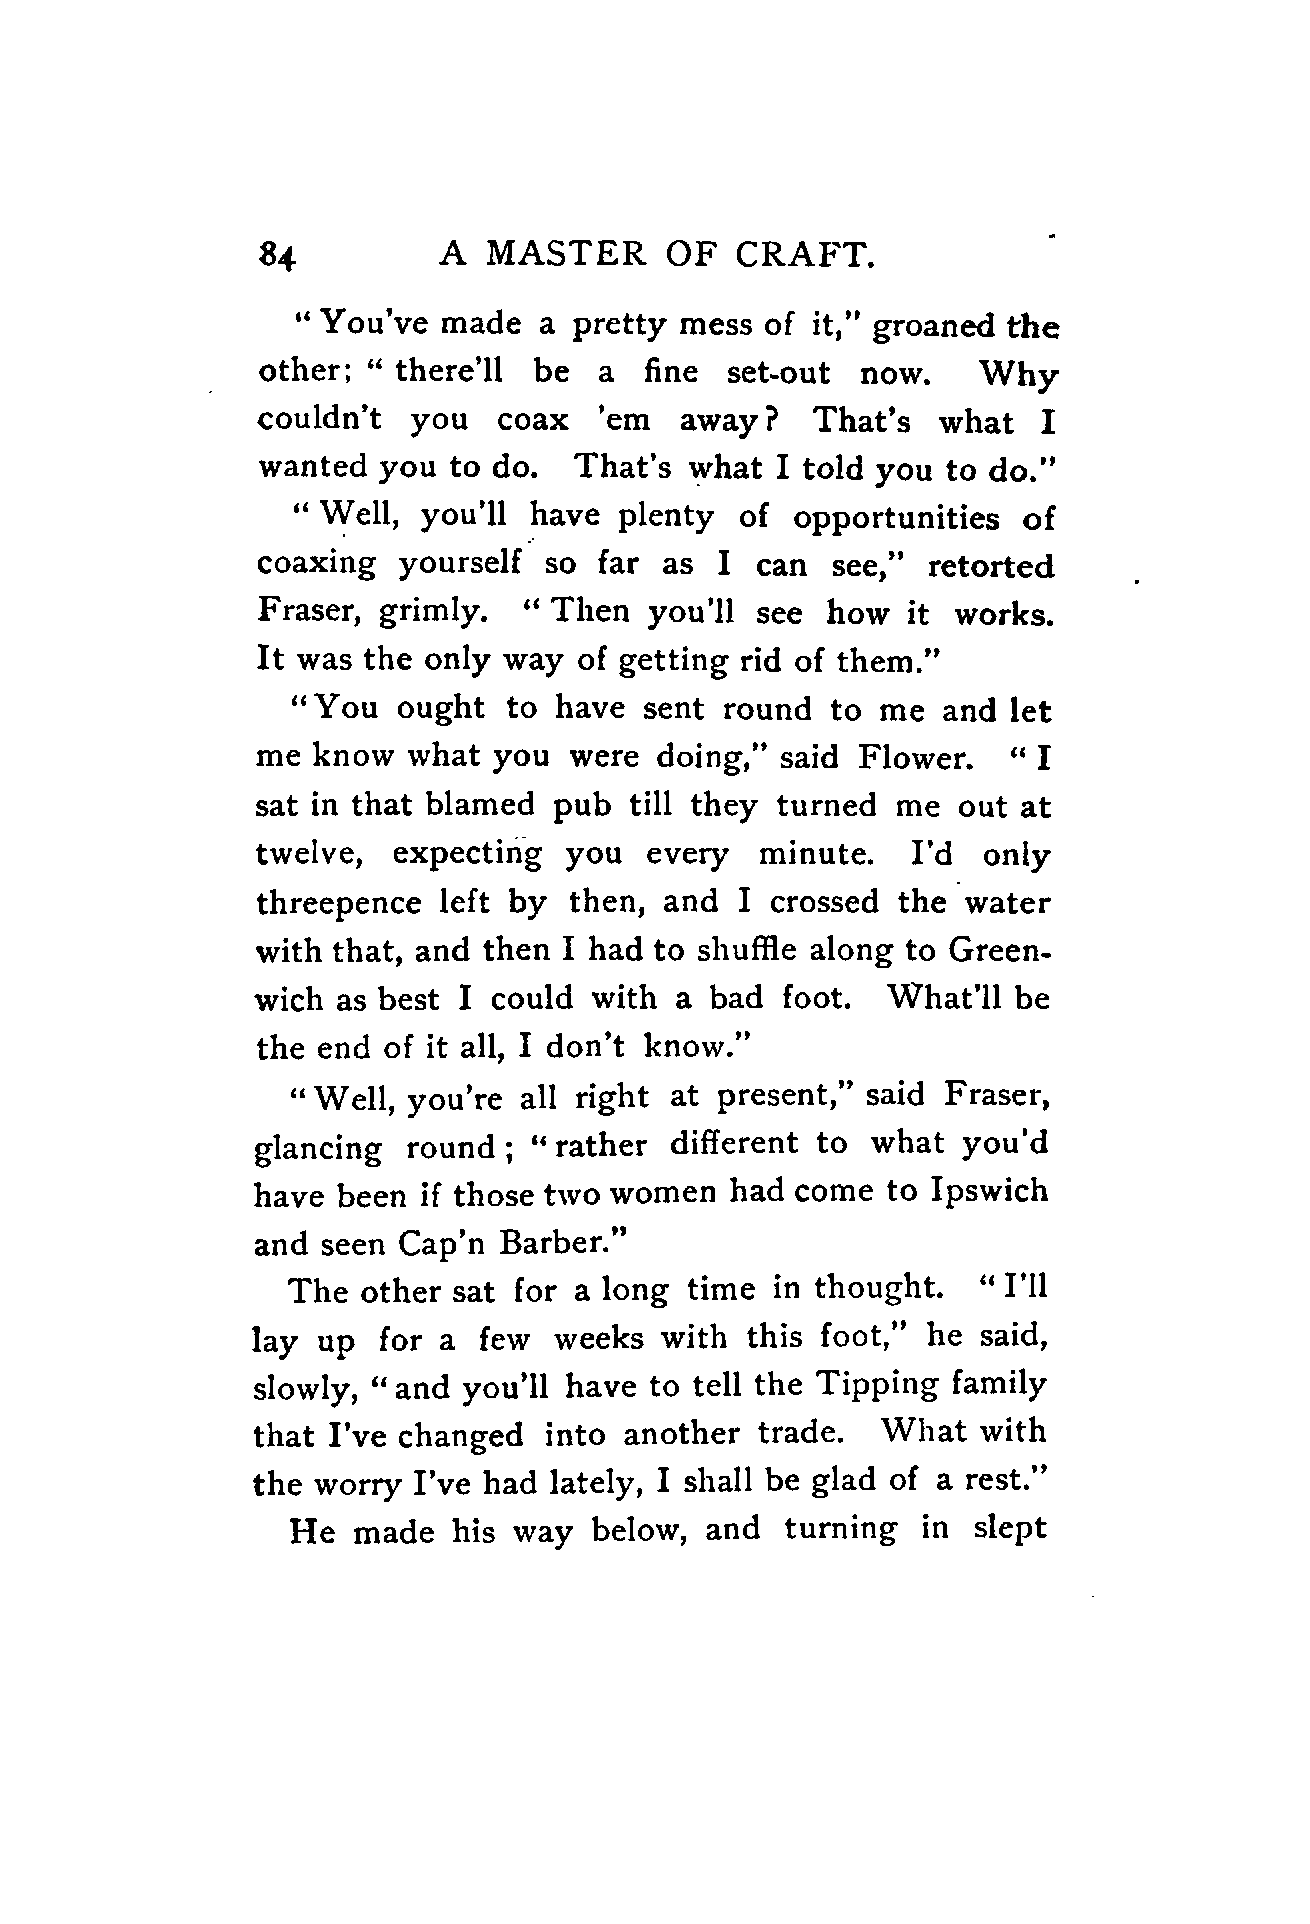 84 A MASTER OF CRAFT.
"You've made a pretty mess of it," groaned the
other; "there'll be a fine set-out now. Why
couldn't you coax 'em away? That's what I
wanted you to do. That's what I told you to do."
"Well, you'll have plenty of opportunities of
coaxing yourself so far as I can see," retorted
Fraser, grimly. "Then you'll see how it works.
It was the only way of getting rid of them."
"You ought to have sent round to me and let
me know what you were doing," said Flower. "I
sat in that blamed pub till they turned me out at
twelve, expecting you every minute. I'd only
threepence left by then, and I crossed the water
with that, and then I had to shuffle along to Green-
wich as best I could with a bad foot. What'll be
the end of it all, I don't know."
"Well, you're all right at present," said Fraser,
glancing round; "rather different to what you'd
have been if those two women had come to Ipswich
and seen Cap'n Barber."
The other sat for a long time in thought. "I'll
lay up for a few weeks with this foot," he said,
slowly, "and you'll have to tell the Tipping family
that I've changed into another trade. What with
the worry I've had lately, I shall be glad of a rest."
He made his way below, and turning in slept